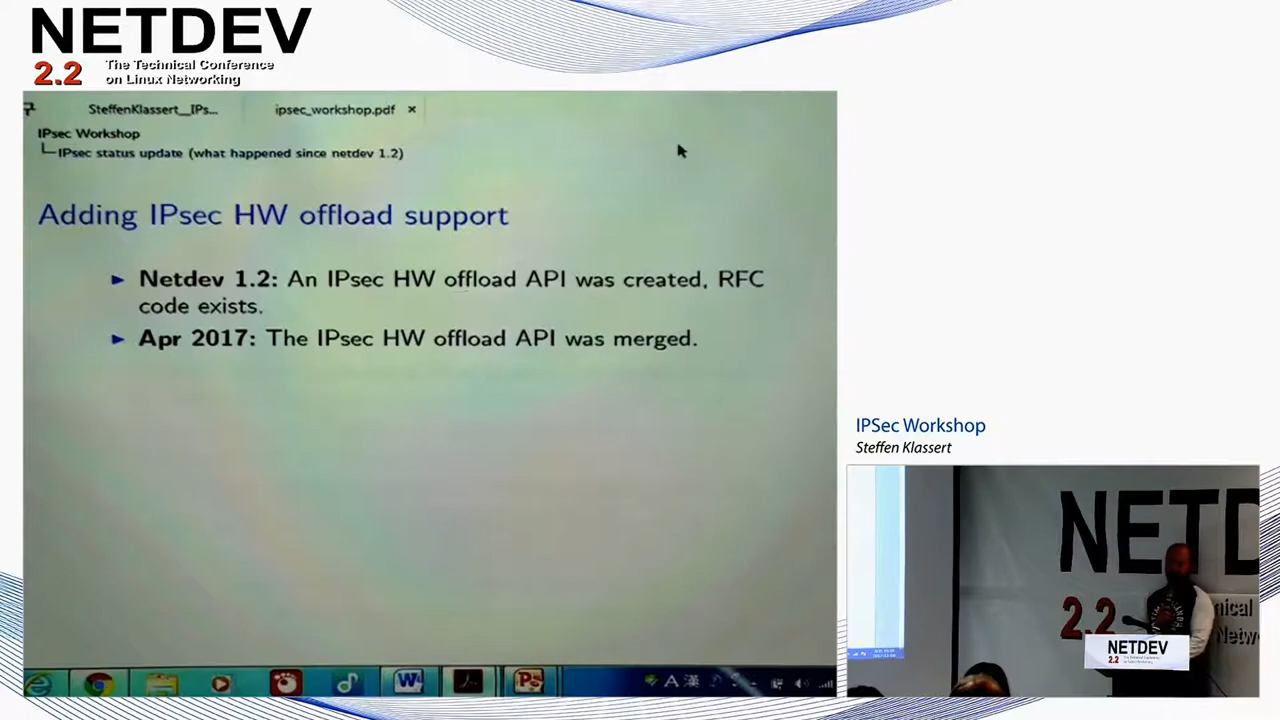 NETDEV
2.2 The Technical Conference
on Linux Networking
SteffenKlassert__IPs...
ipsec_workshop.pdf ×
IPsec Workshop
IPsec status update (what happened since netdev 1.2)
Adding IPsec HW offload support
► Netdev 1.2: An IPsec HW offload API was created, RFC
code exists.
► Apr 2017: The IPsec HW offload API was merged.
A 漢
IPSec Workshop
Steffen Klassert
NETD
2.2
nical
Netw
NETDEV
2.2